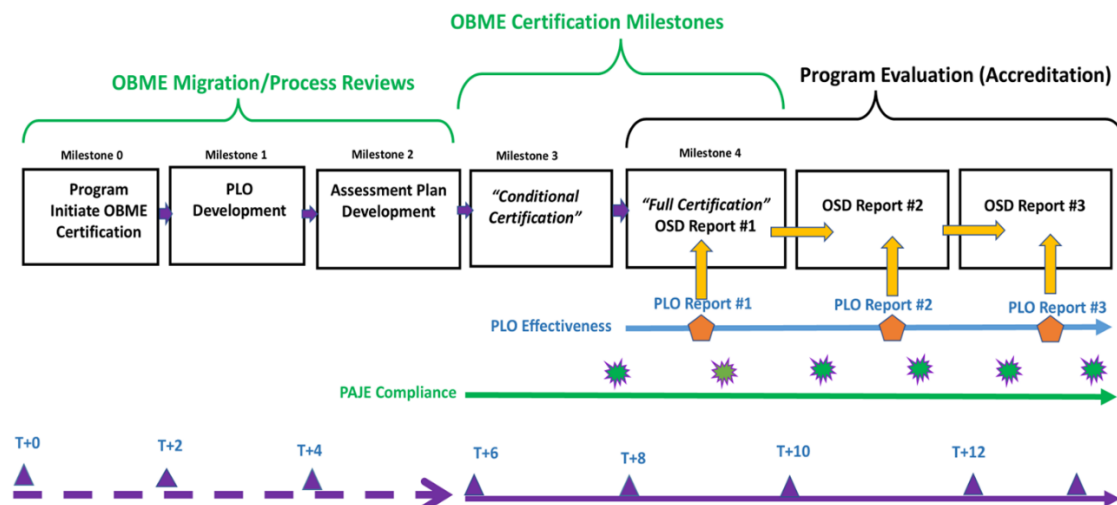 OBME Certification Milestones
OBME Migration/Process Reviews
Program Evaluation (Accreditation)
Milestone 0
Milestone 1
Milestone 2
Milestone 3
Milestone 4
Program
Initiate OBME
Certification
PLO
Development
Assessment Plan
Development
“Conditional
Certification”
“Full Certification”
OSD Report #1
OSD Report #2
OSD Report #3
PLO Report #1
PLO Report #2
PLO Report #3
PLO Effectiveness
PAJE Compliance
T+0
T+2
T+4
T+6
T+8
T+10
T+12